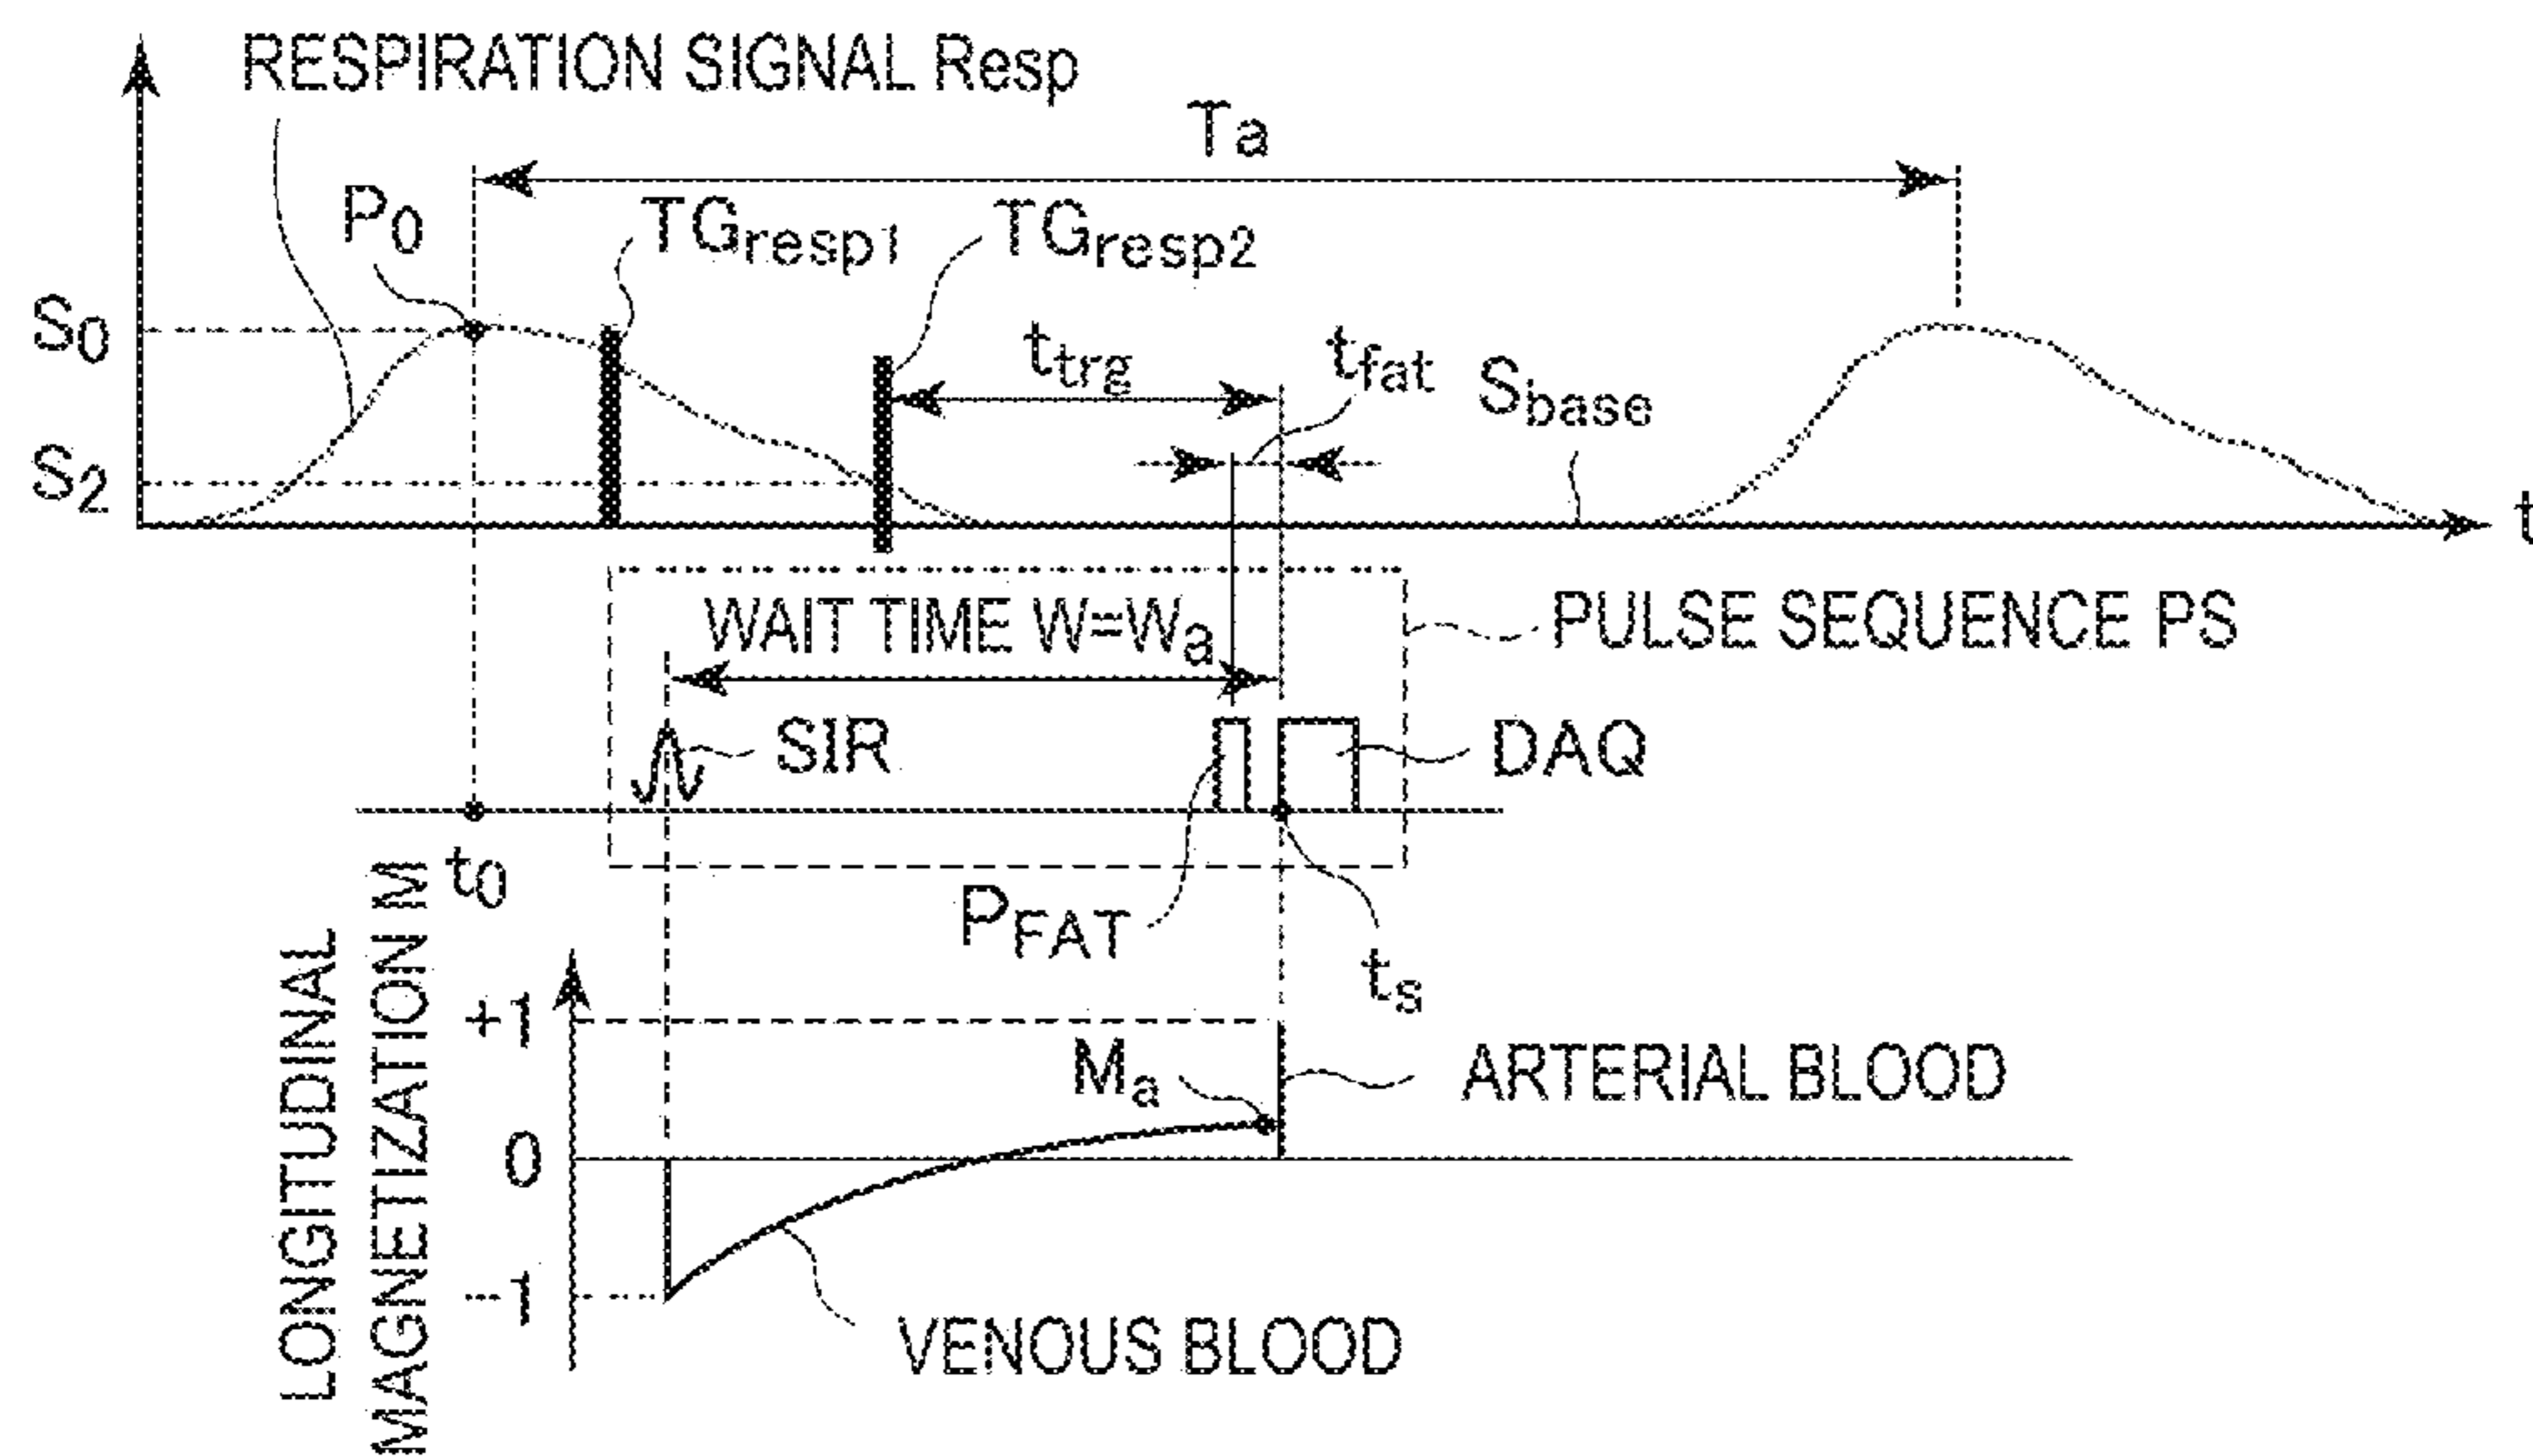 RESPIRATION SIGNAL Resp
Ta
P0
TGresp1
TGresp2
S0
ttrg
tfat
Sbase
S2
t
WAIT TIME W=Wa
PULSE SEQUENCE PS
SIR
DAQ
t0
PFAT
ts
LONGITUDINAL
MAGNETIZATION M
+1
Ma
ARTERIAL BLOOD
0
-1
VENOUS BLOOD